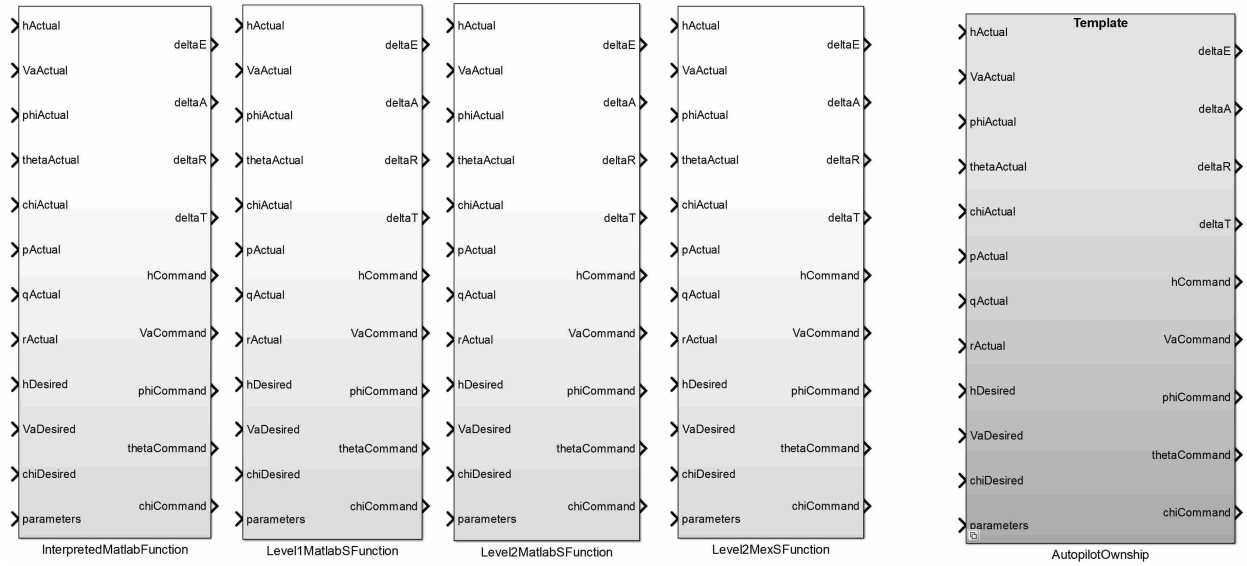 hActual
deltaE
VaActual
deltaA
phiActual
thetaActual
deltaR
chiActual
deltaT
pActual
hCommand
qActual
VaCommand
rActual
hDesired
phiCommand
VaDesired
thetaCommand
chiDesired
chiCommand
parameters
InterpretedMatlabFunction
hActual
deltaE
VaActual
deltaA
phiActual
thetaActual
deltaR
chiActual
deltaT
pActual
hCommand
qActual
VaCommand
rActual
hDesired
phiCommand
VaDesired
thetaCommand
chiDesired
chiCommand
parameters
Level1MatlabSFunction
hActual
deltaE
VaActual
deltaA
phiActual
thetaActual
deltaR
chiActual
deltaT
pActual
hCommand
qActual
VaCommand
rActual
hDesired
phiCommand
VaDesired
thetaCommand
chiDesired
chiCommand
parameters
Level2MatlabSFunction
hActual
deltaE
VaActual
deltaA
phiActual
thetaActual
deltaR
chiActual
deltaT
pActual
hCommand
qActual
VaCommand
rActual
hDesired
phiCommand
VaDesired
thetaCommand
chiDesired
chiCommand
parameters
Level2MexSFunction
Template
hActual
deltaE
VaActual
deltaA
phiActual
thetaActual
deltaR
chiActual
deltaT
pActual
hCommand
qActual
VaCommand
rActual
hDesired
phiCommand
VaDesired
thetaCommand
chiDesired
chiCommand
parameters
AutopilotOwnship